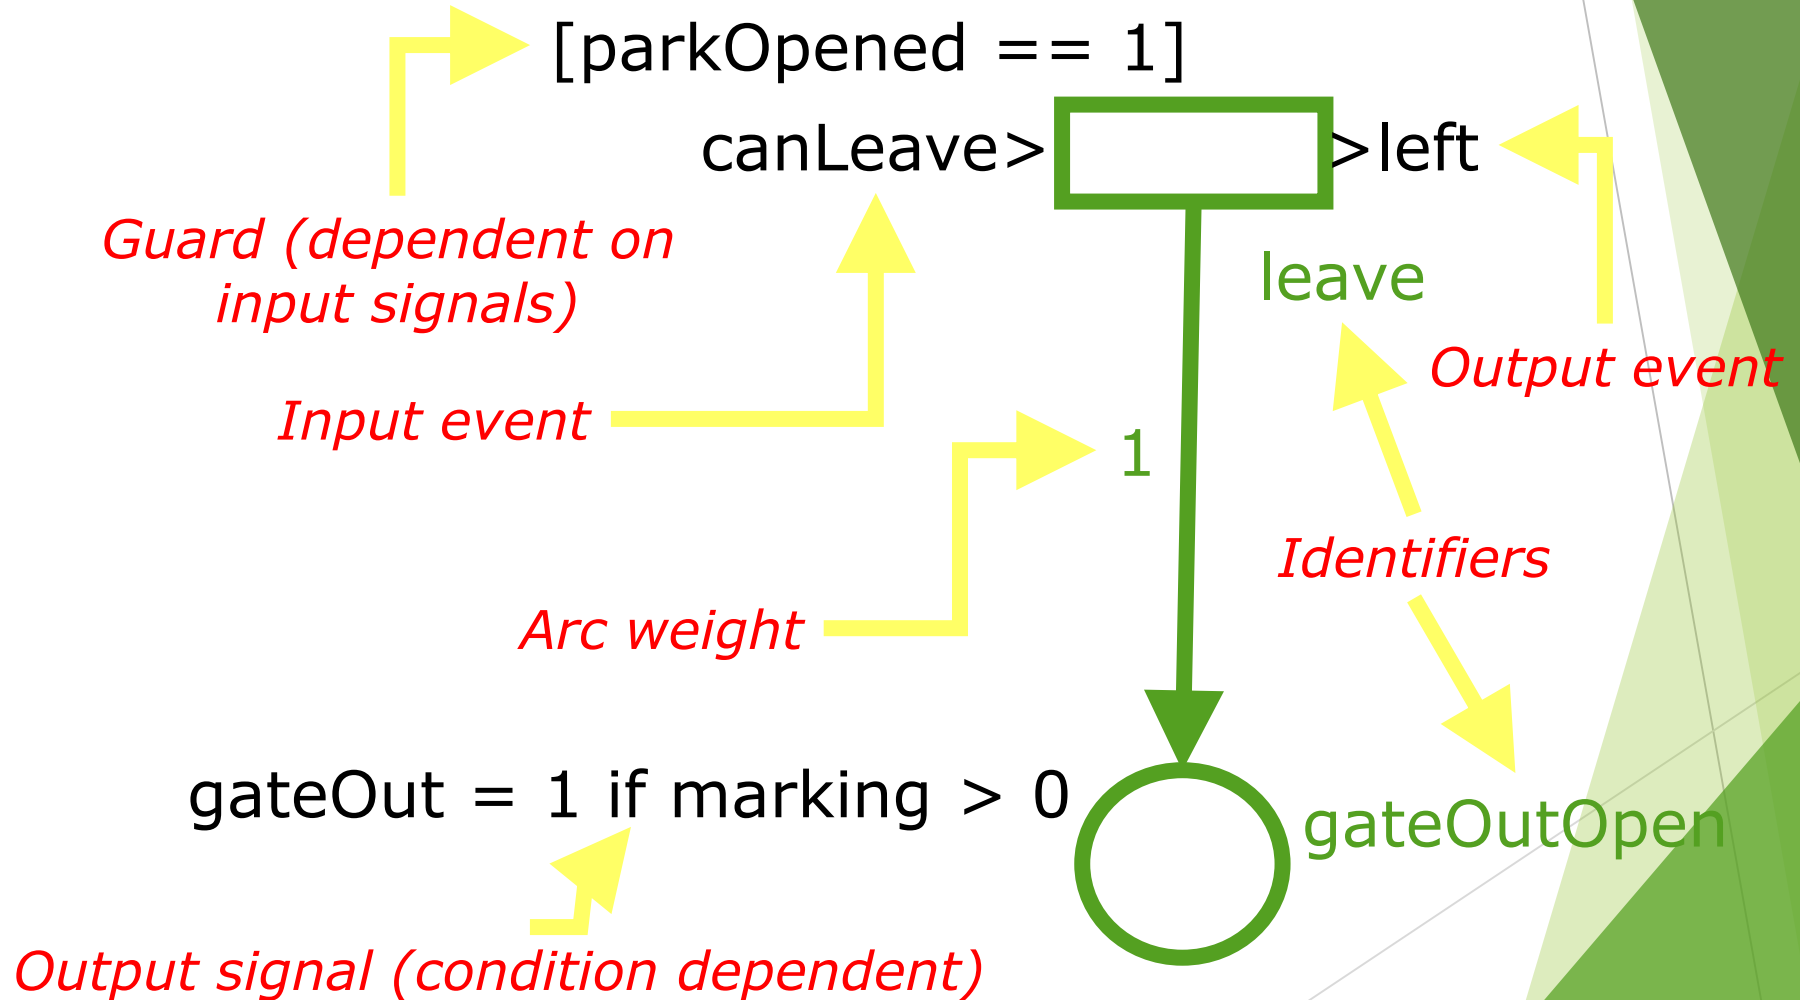 [parkOpened == 1]
canLeave> >left
Guard (dependent on
input signals)
leave
Output event
Input event
1
Identifiers
Arc weight
gateOut = 1 if marking > 0
gateOutOpen
Output signal (condition dependent)